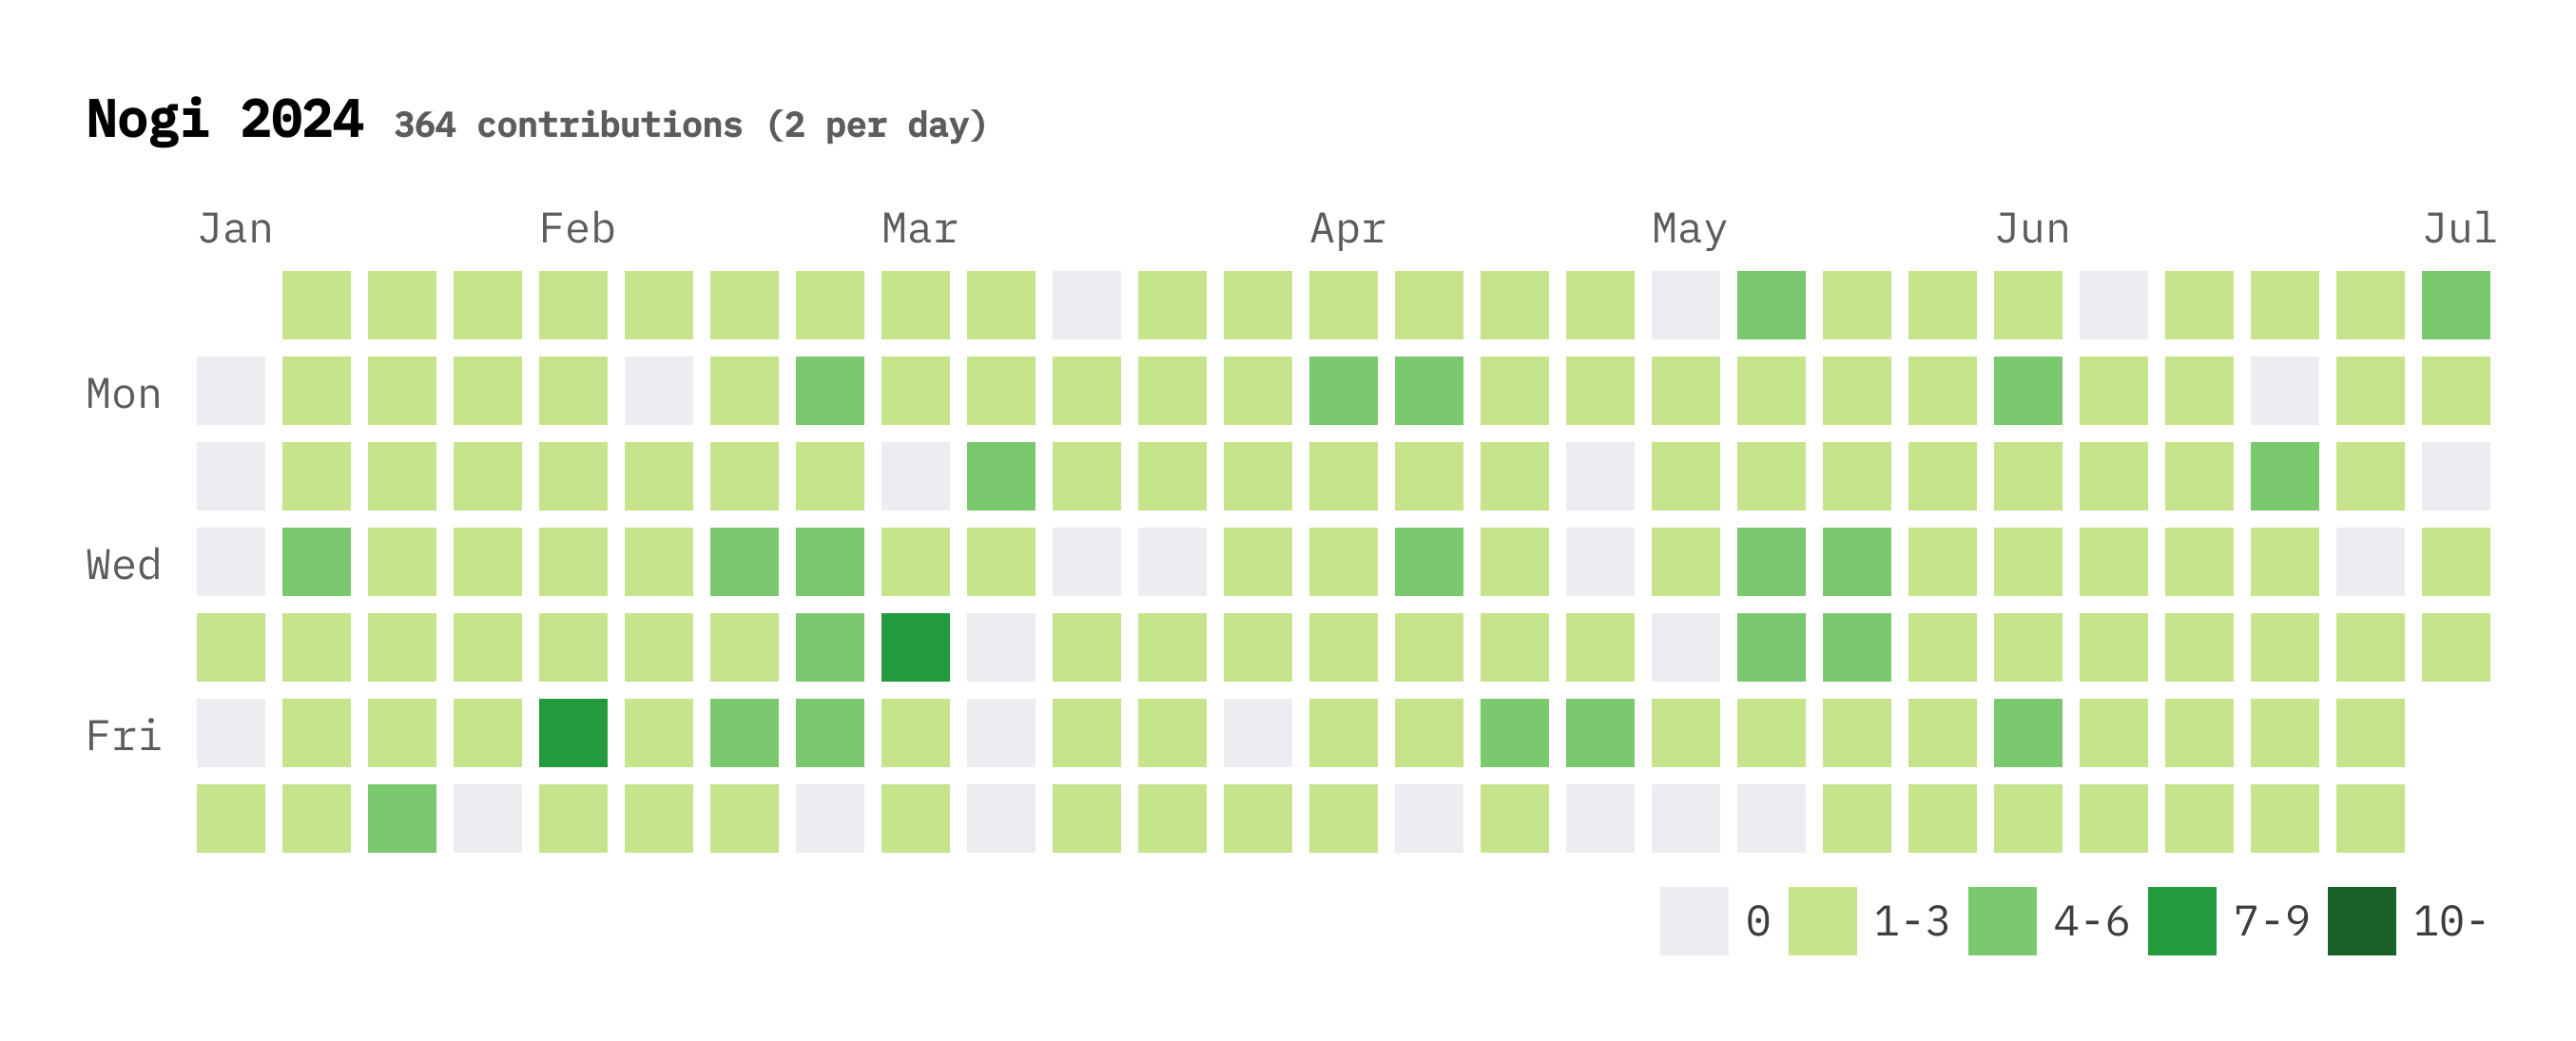 Nogi 2024 364 contributions (2 per day)
Jan Feb Mar Apr May Jun Jul
Mon
Wed
Fri
0 1-3 4-6 7-9 10-